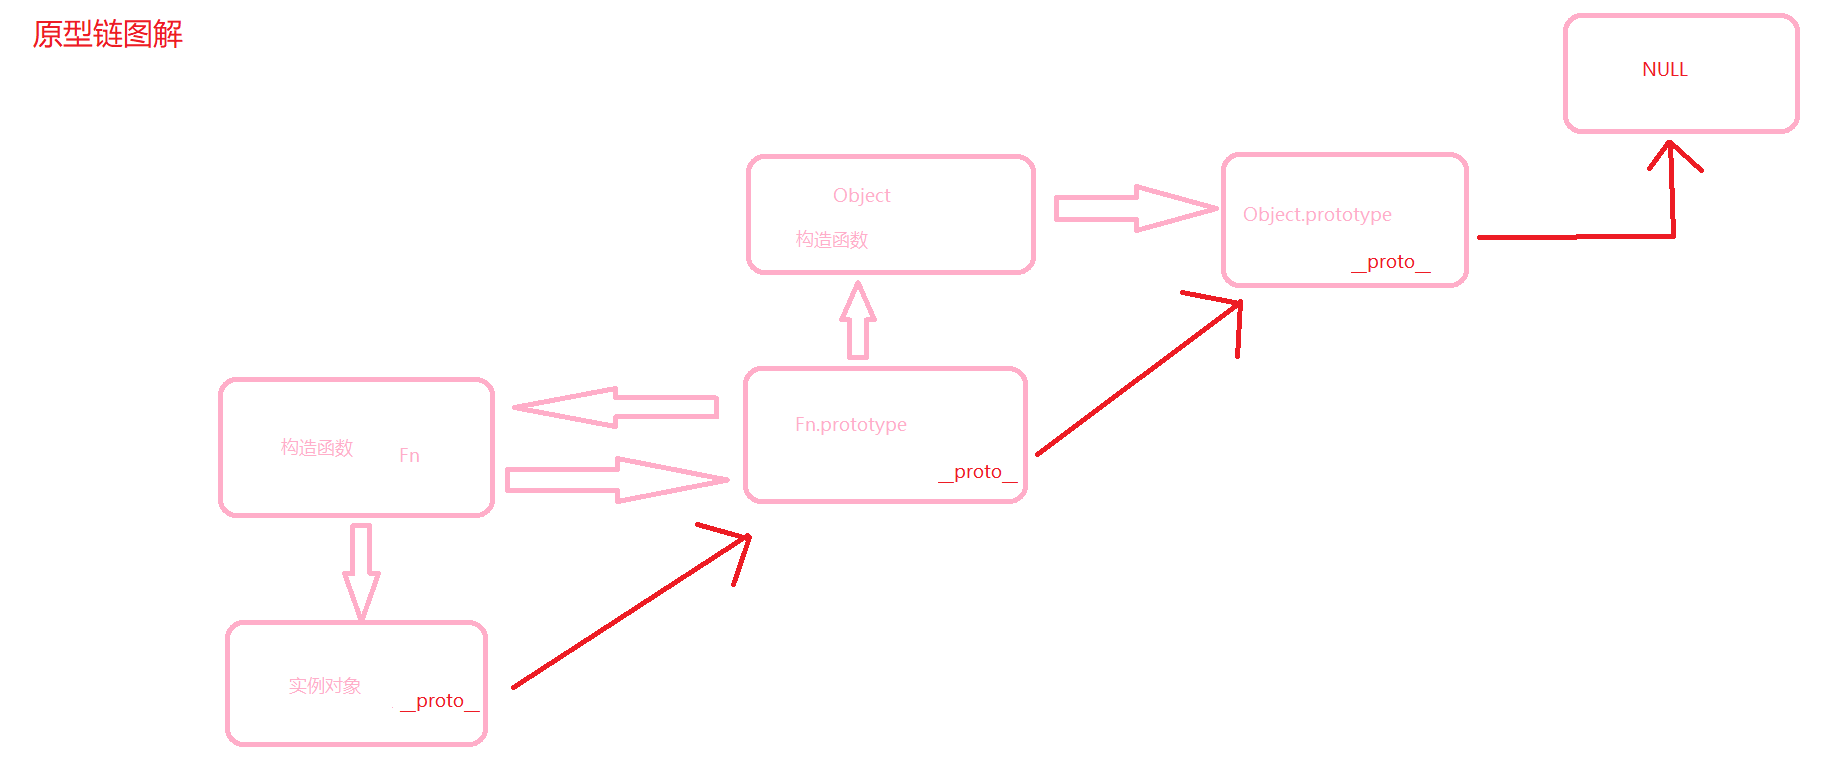 原型链图解
NULL
Object
构造函数
Object.prototype
__proto__
Fn.prototype
__proto__
构造函数 Fn
实例对象
__proto__